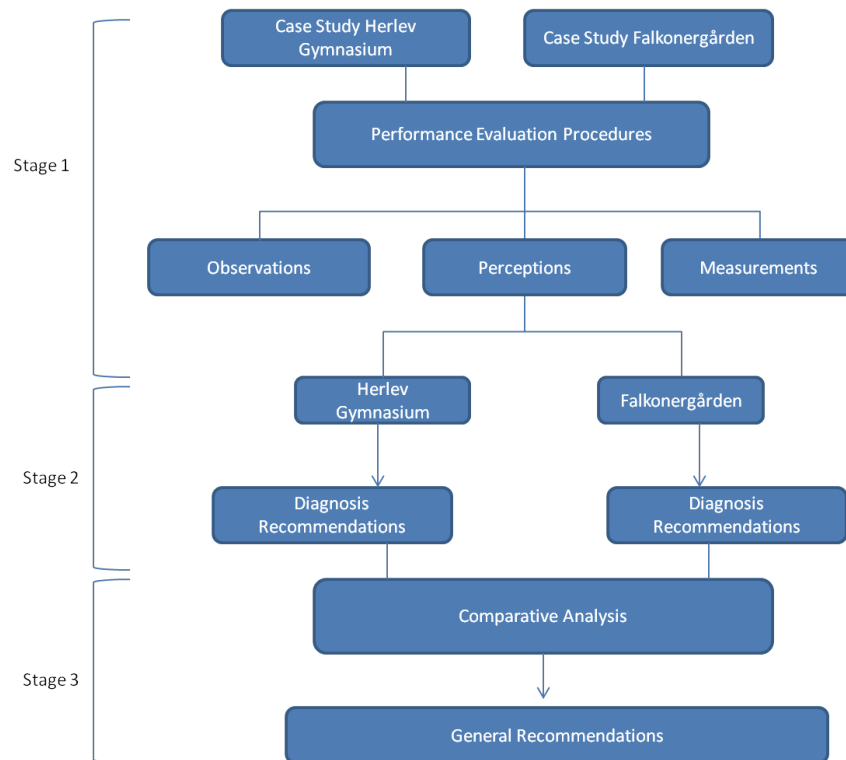 Case Study Herlev
Gymnasium
Case Study Falkonergården
Stage 1
Performance Evaluation Procedures
Observations
Perceptions
Measurements
Herlev
Gymnasium
Falkonergården
Stage 2
Diagnosis
Recommendations
Diagnosis
Recommendations
Comparative Analysis
Stage 3
General Recommendations